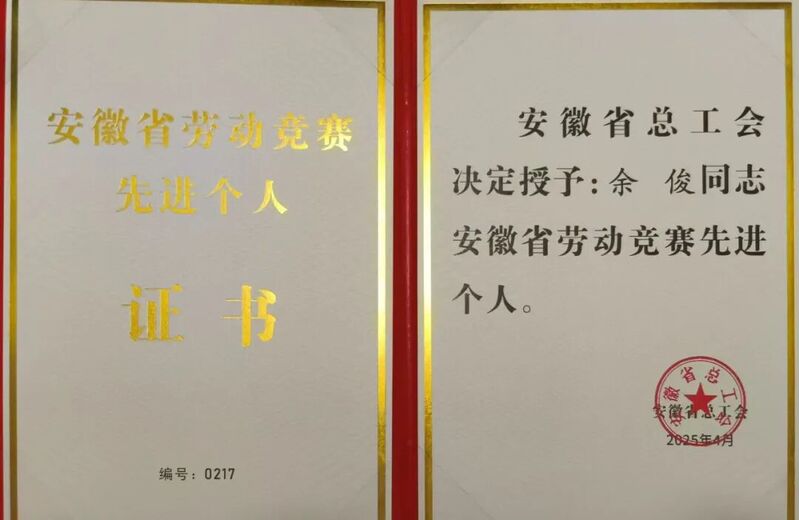 安徽省劳动竞赛
先进个人
证书
编号：0217
安徽省总工会
决定授予：余 俊同志
安徽省劳动竞赛先进
个人。
安徽省总工会
安徽省总工会
2025年4月